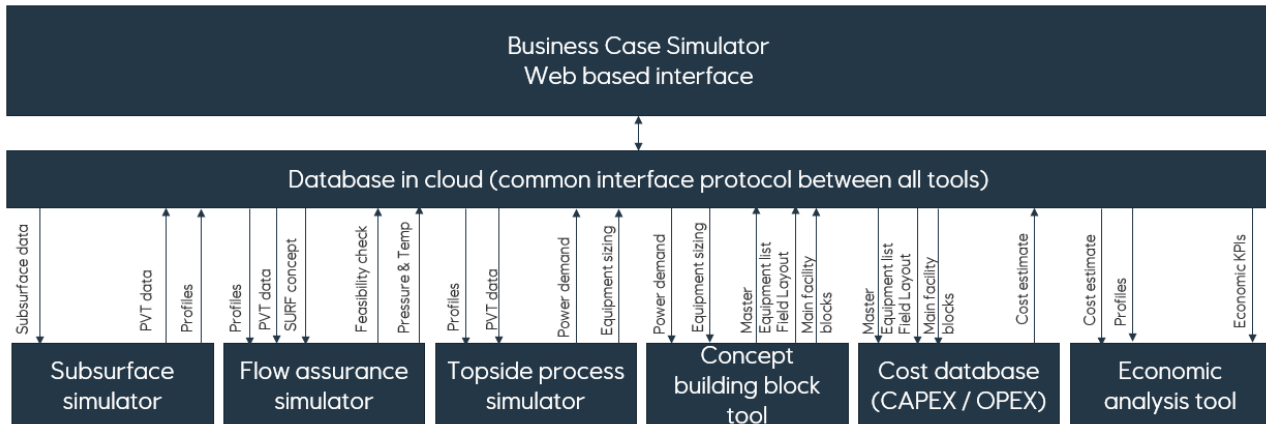 Business Case Simulator
Web based interface
Database in cloud (common interface protocol between all tools)
Subsurface data
PVT data
Profiles
Profiles
PVT data
SURF concept
Feasibility check
Pressure & Temp
Profiles
PVT data
Power demand
Equipment sizing
Power demand
Equipment sizing
Master
Equipment list
Field Layout
Main facility
blocks
Master
Equipment list
Field Layout
Main facility
blocks
Cost estimate
Cost estimate
Profiles
Economic KPIs
Subsurface
simulator
Flow assurance
simulator
Topside process
simulator
Concept
building block
tool
Cost database
(CAPEX / OPEX)
Economic
analysis tool